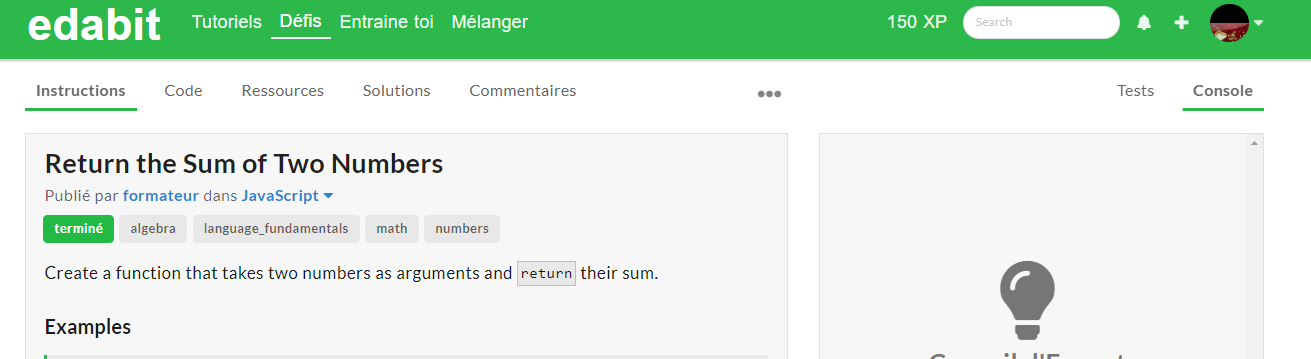 edabit Tutoriels Défis Entraine toi Mélanger 150 XP Search
Instructions Code Ressources Solutions Commentaires Tests Console
Return the Sum of Two Numbers
Publié par formateur dans JavaScript
terminé algebra language_fundamentals math numbers
Create a function that takes two numbers as arguments and return their sum.
Examples